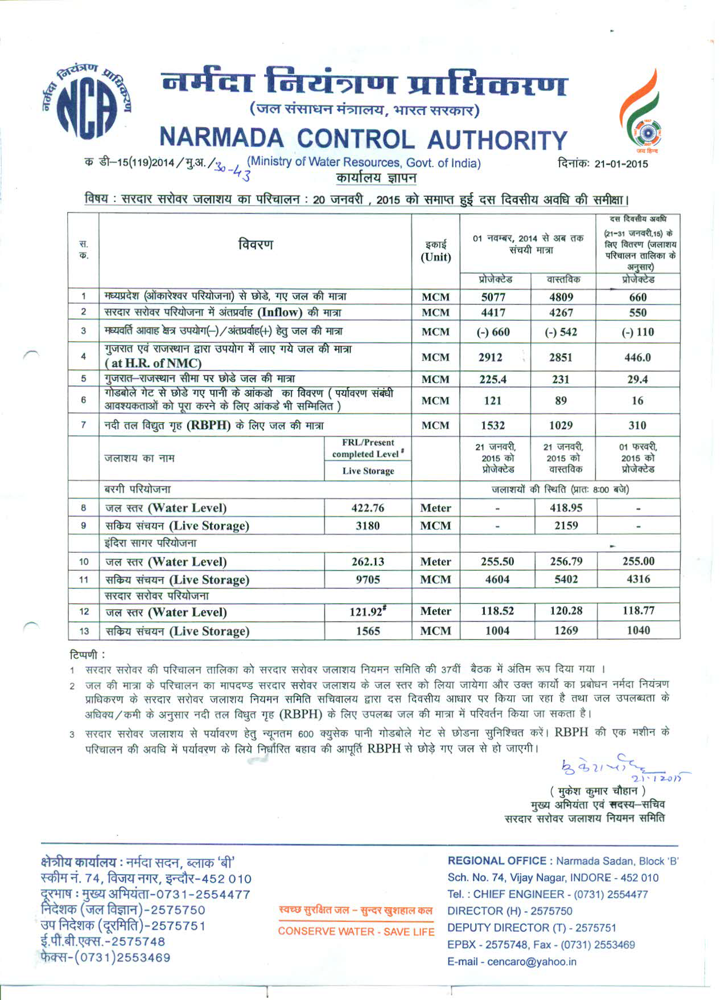 नर्मदा नियंत्रण प्राधिकरण
NCA
नर्मदा नियंत्रण प्राधिकरण
(जल संसाधन मंत्रालय, भारत सरकार)
NARMADA CONTROL AUTHORITY
जय हिन्द
क डी–15(119)2014/मु.अ./30-43 (Ministry of Water Resources, Govt. of India) दिनांकः 21-01-2015
कार्यालय ज्ञापन
विषय : सरदार सरोवर जलाशय का परिचालन : 20 जनवरी , 2015 को समाप्त हुई दस दिवसीय अवधि की समीक्षा।
स. क. विवरण इकाई (Unit) 01 नवम्बर, 2014 से अब तक संचयी मात्रा दस दिवसीय अवधि (21-31 जनवरी,15) के लिए वितरण (जलाशय परिचालन तालिका के अनुसार)
प्रोजेक्टेड वास्तविक प्रोजेक्टेड
1 मध्यप्रदेश (ओंकारेश्वर परियोजना) से छोडे, गए जल की मात्रा MCM 5077 4809 660
2 सरदार सरोवर परियोजना में अंतप्रर्वाह (Inflow) की मात्रा MCM 4417 4267 550
3 मध्यवर्ति आवाह क्षेत्र उपयोग(–)/अंतप्रर्वाह(+) हेतु जल की मात्रा MCM (-) 660 (-) 542 (-) 110
4 गुजरात एवं राजस्थान द्वारा उपयोग में लाए गये जल की मात्रा
( at H.R. of NMC) MCM 2912 2851 446.0
5 गुजरात–राजस्थान सीमा पर छोडे जल की मात्रा MCM 225.4 231 29.4
6 गोडबोले गेट से छोडे गए पानी के आंकडो का विवरण ( पर्यावरण संबंधी
आवश्यकताओं को पूरा करने के लिए आंकडे भी सम्मिलित ) MCM 121 89 16
7 नदी तल विद्युत गृह (RBPH) के लिए जल की मात्रा MCM 1532 1029 310
जलाशय का नाम FRL/Present completed Level # 21 जनवरी, 2015 को प्रोजेक्टेड 21 जनवरी, 2015 को वास्तविक 01 फरवरी, 2015 को प्रोजेक्टेड
Live Storage
बरगी परियोजना जलाशयों की स्थिति (प्रातः 8:00 बजे)
8 जल स्तर (Water Level) 422.76 Meter - 418.95 -
9 सकिय संचयन (Live Storage) 3180 MCM - 2159 -
इंदिरा सागर परियोजना
10 जल स्तर (Water Level) 262.13 Meter 255.50 256.79 255.00
11 सकिय संचयन (Live Storage) 9705 MCM 4604 5402 4316
सरदार सरोवर परियोजना
12 जल स्तर (Water Level) 121.92# Meter 118.52 120.28 118.77
13 सकिय संचयन (Live Storage) 1565 MCM 1004 1269 1040
टिप्पणी :
1 सरदार सरोवर की परिचालन तालिका को सरदार सरोवर जलाशय नियमन समिति की 37वीं बैठक में अंतिम रूप दिया गया ।
2 जल की मात्रा के परिचालन का मापदण्ड सरदार सरोवर जलाशय के जल स्तर को लिया जायेगा और उक्त कार्यो का प्रबोधन नर्मदा नियंत्रण
प्राधिकरण के सरदार सरोवर जलाशय नियमन समिति सचिवालय द्वारा दस दिवसीय आधार पर किया जा रहा है तथा जल उपलब्धता के
अधिक्य/कमी के अनुसार नदी तल विधुत गृह (RBPH) के लिए उपलब्ध जल की मात्रा में परिवर्तन किया जा सकता है।
3 सरदार सरोवर जलाशय से पर्यावरण हेतु न्यूनतम 600 क्युसेक पानी गोडबोले गेट से छोडना सुनिश्चित करें। RBPH की एक मशीन के
परिचालन की अवधि में पर्यावरण के लिये निर्धारित बहाव की आपूर्ति RBPH से छोड़े गए जल से हो जाएगी।
21.1.2015
( मुकेश कुमार चौहान )
मुख्य अभियंता एवं सदस्य–सचिव
सरदार सरोवर जलाशय नियमन समिति
क्षेत्रीय कार्यालय : नर्मदा सदन, ब्लाक ‘बी’
स्कीम नं. 74, विजय नगर, इन्दौर-452 010
दूरभाष : मुख्य अभियंता-0731-2554477
निदेशक (जल विज्ञान)-2575750
उप निदेशक (दूरमिति)-2575751
ई.पी.बी.एक्स.-2575748
फेक्स-(0731)2553469
स्वच्छ सुरक्षित जल – सुन्दर खुशहाल कल
CONSERVE WATER - SAVE LIFE
REGIONAL OFFICE : Narmada Sadan, Block ‘B’
Sch. No. 74, Vijay Nagar, INDORE - 452 010
Tel. : CHIEF ENGINEER - (0731) 2554477
DIRECTOR (H) - 2575750
DEPUTY DIRECTOR (T) - 2575751
EPBX - 2575748, Fax - (0731) 2553469
E-mail - cencaro@yahoo.in